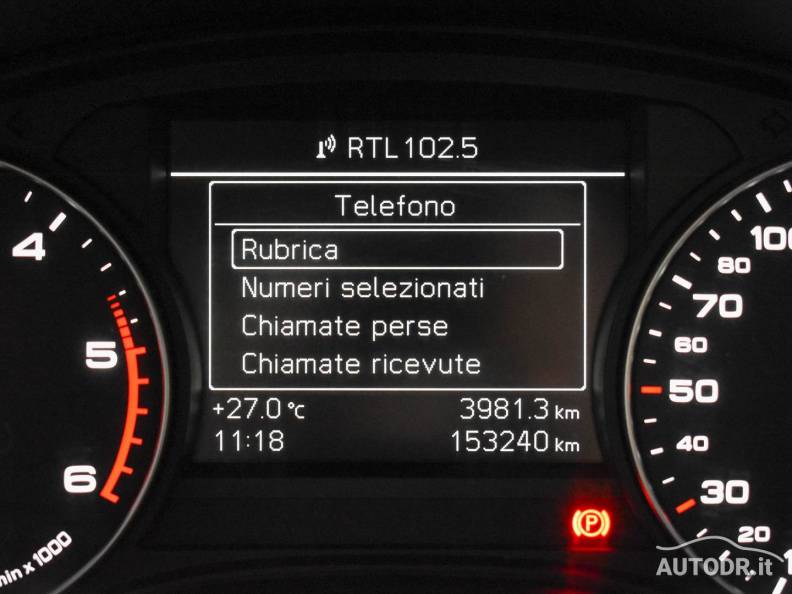 RTL 102.5
Telefono
Rubrica
Numeri selezionati
Chiamate perse
Chiamate ricevute
+27.0 °C 3981.3 km
11:18 153240 km
4
5
6
min x 1000
100
80
70
60
50
40
30
20
P
AUTODR.it